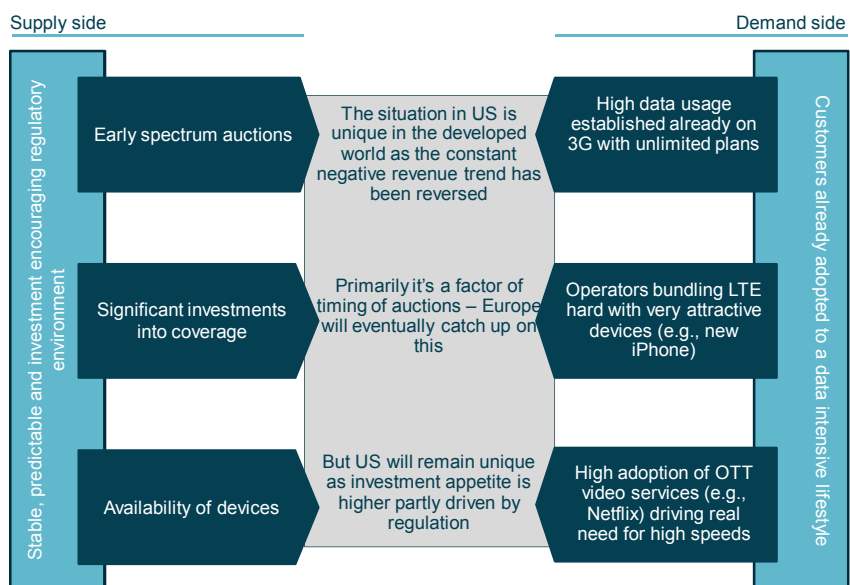 Supply side
Demand side
Stable, predictable and investment encouraging regulatory
environment
Early spectrum auctions
The situation in US is
unique in the developed
world as the constant
negative revenue trend has
been reversed
High data usage
established already on
3G with unlimited plans
Significant investments
into coverage
Primarily it's a factor of
timing of auctions – Europe
will eventually catch up on
this
Operators bundling LTE
hard with very attractive
devices (e.g., new
iPhone)
Availability of devices
But US will remain unique
as investment appetite is
higher partly driven by
regulation
High adoption of OTT
video services (e.g.,
Netflix) driving real
need for high speeds
Customers already adopted to a data intensive lifestyle